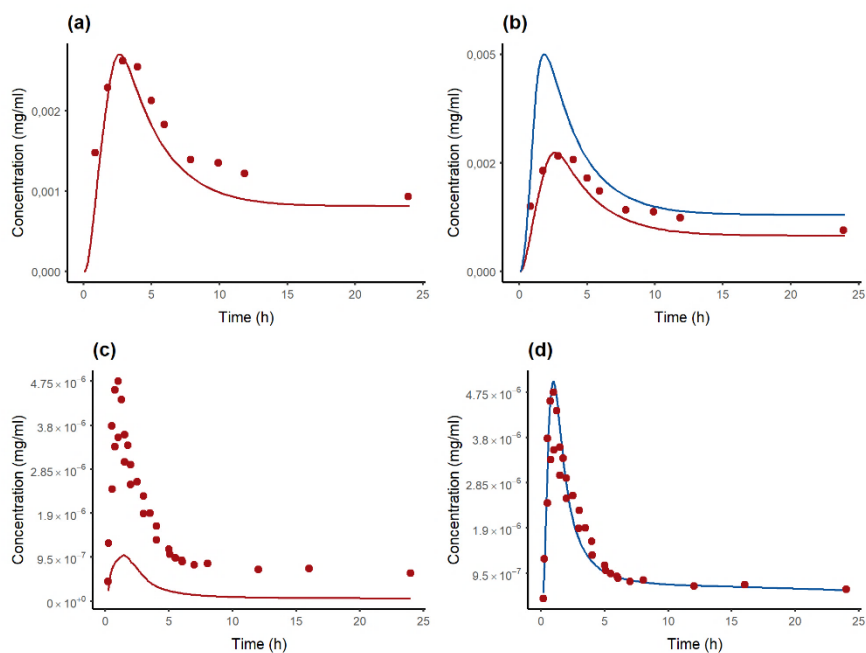 (a)
Concentration (mg/ml)
0,002
0,001
0,000
0 5 10 15 20 25
Time (h)
(b)
Concentration (mg/ml)
0,005
0,002
0,000
0 5 10 15 20 25
Time (h)
(c)
Concentration (mg/ml)
4.75 × 10⁻⁶
3.8 × 10⁻⁶
2.85 × 10⁻⁶
1.9 × 10⁻⁶
9.5 × 10⁻⁷
0 × 10⁺⁰
0 5 10 15 20 25
Time (h)
(d)
Concentration (mg/ml)
4.75 × 10⁻⁶
3.8 × 10⁻⁶
2.85 × 10⁻⁶
1.9 × 10⁻⁶
9.5 × 10⁻⁷
0 5 10 15 20 25
Time (h)